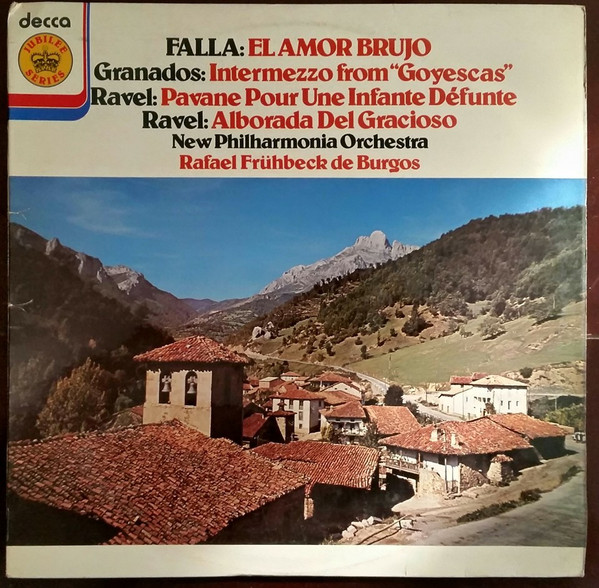 decca
JUBILEE
SERIES
FALLA: EL AMOR BRUJO
Granados: Intermezzo from “Goyescas”
Ravel: Pavane Pour Une Infante Défunte
Ravel: Alborada Del Gracioso
New Philharmonia Orchestra
Rafael Frühbeck de Burgos